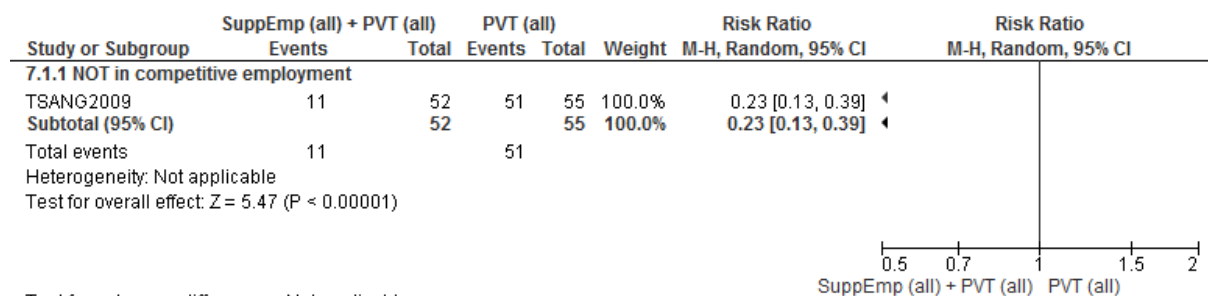 SuppEmp (all) + PVT (all) PVT (all) Risk Ratio Risk Ratio
Study or Subgroup Events Total Events Total Weight M-H, Random, 95% CI M-H, Random, 95% CI
7.1.1 NOT in competitive employment
TSANG2009 11 52 51 55 100.0% 0.23 [0.13, 0.39]
Subtotal (95% CI) 52 55 100.0% 0.23 [0.13, 0.39]
Total events 11 51
Heterogeneity: Not applicable
Test for overall effect: Z = 5.47 (P < 0.00001)
0.5 0.7 1 1.5 2
SuppEmp (all) + PVT (all) PVT (all)